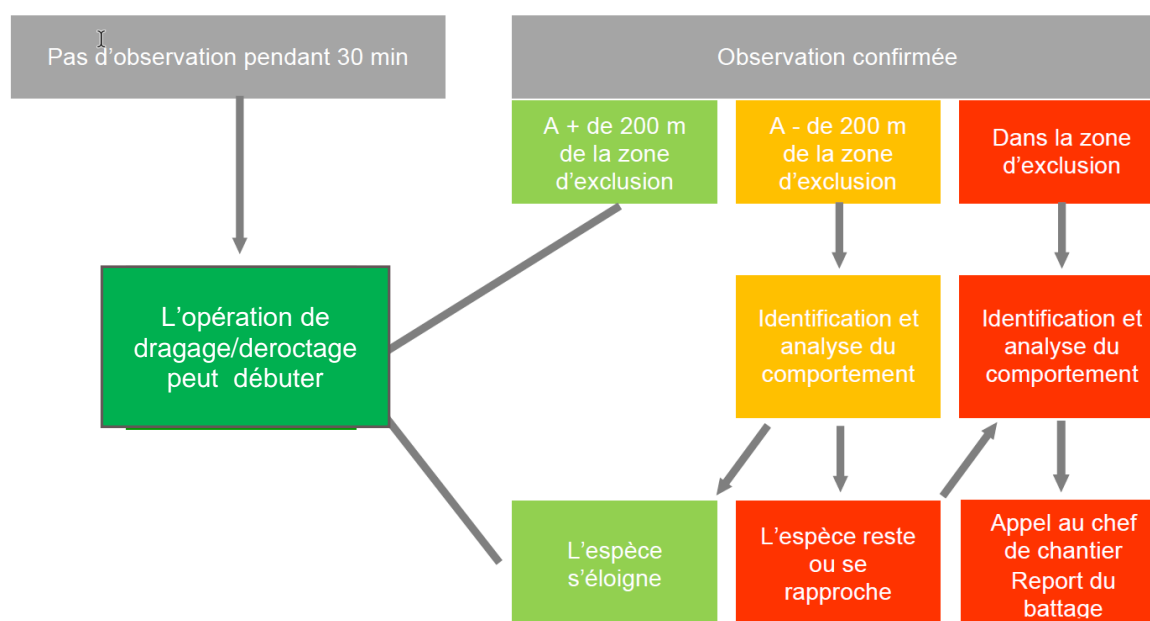 Pas d'observation pendant 30 min
Observation confirmée
A + de 200 m
de la zone
d'exclusion
A - de 200 m
de la zone
d'exclusion
Dans la zone
d'exclusion
L'opération de
dragage/deroctage
peut débuter
Identification et
analyse du
comportement
Identification et
analyse du
comportement
L'espèce
s'éloigne
L'espèce reste
ou se
rapproche
Appel au chef
de chantier
Report du
battage